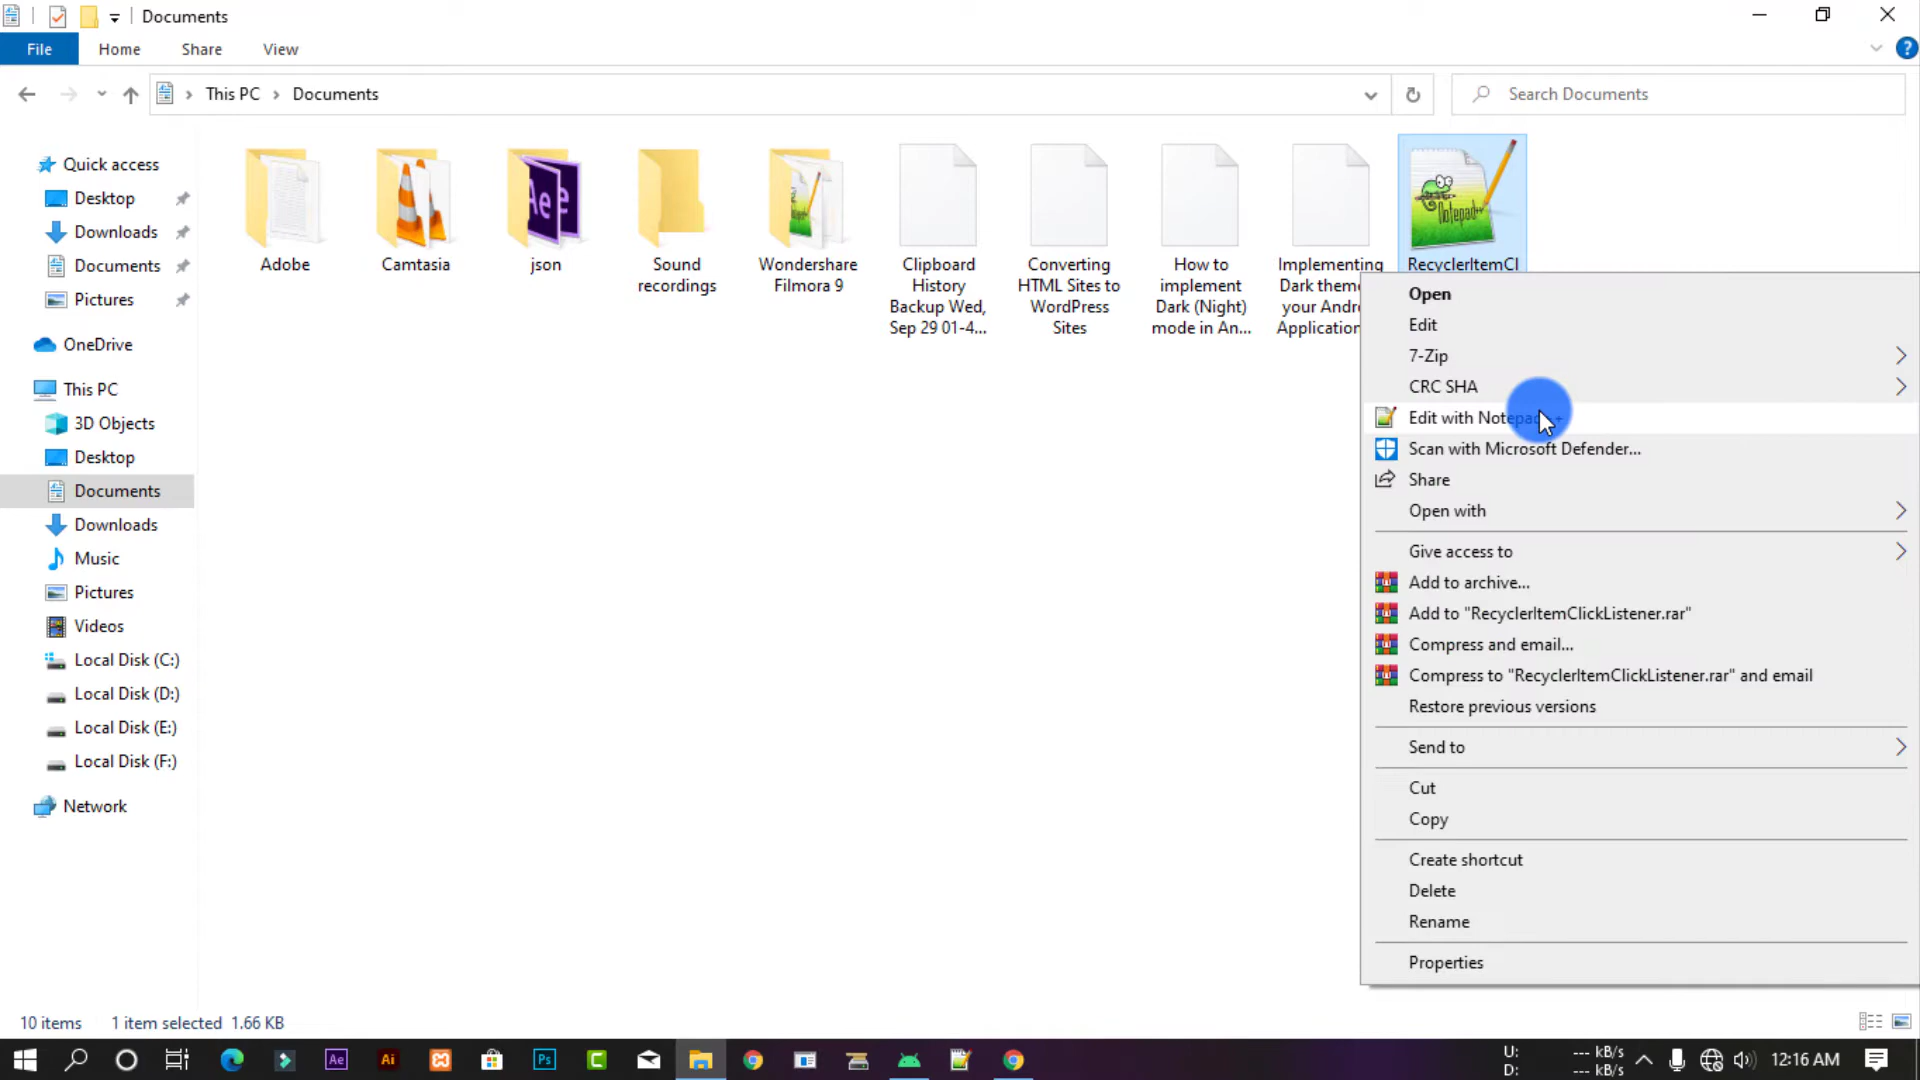 Documents
File
Home
Share
View
This PC
Documents
Search Documents
Quick access
Desktop
Downloads
Documents
Pictures
OneDrive
This PC
3D Objects
Desktop
Documents
Downloads
Music
Pictures
Videos
Local Disk (C:)
Local Disk (D:)
Local Disk (E:)
Local Disk (F:)
Network
Adobe
Camtasia
json
Sound
recordings
Wondershare
Filmora 9
Clipboard
History
Backup Wed,
Sep 29 01-4...
Converting
HTML Sites to
WordPress
Sites
How to
implement
Dark (Night)
mode in An...
Implementing
Dark
your
Application
Notepad++
RecyclerItemCl
Open
Edit
7-Zip
CRC SHA
Edit with Notepad++
Scan with Microsoft Defender...
Share
Open with
Give access to
Add to archive...
Add to "RecyclerItemClickListener.rar"
Compress and email...
Compress to "RecyclerItemClickListener.rar" and email
Restore previous versions
Send to
Cut
Copy
Create shortcut
Delete
Rename
Properties
10 items
1 item selected 1.66 KB
Ae
Ai
Ps
C
U: --- kB/s
D: --- kB/s
12:16 AM